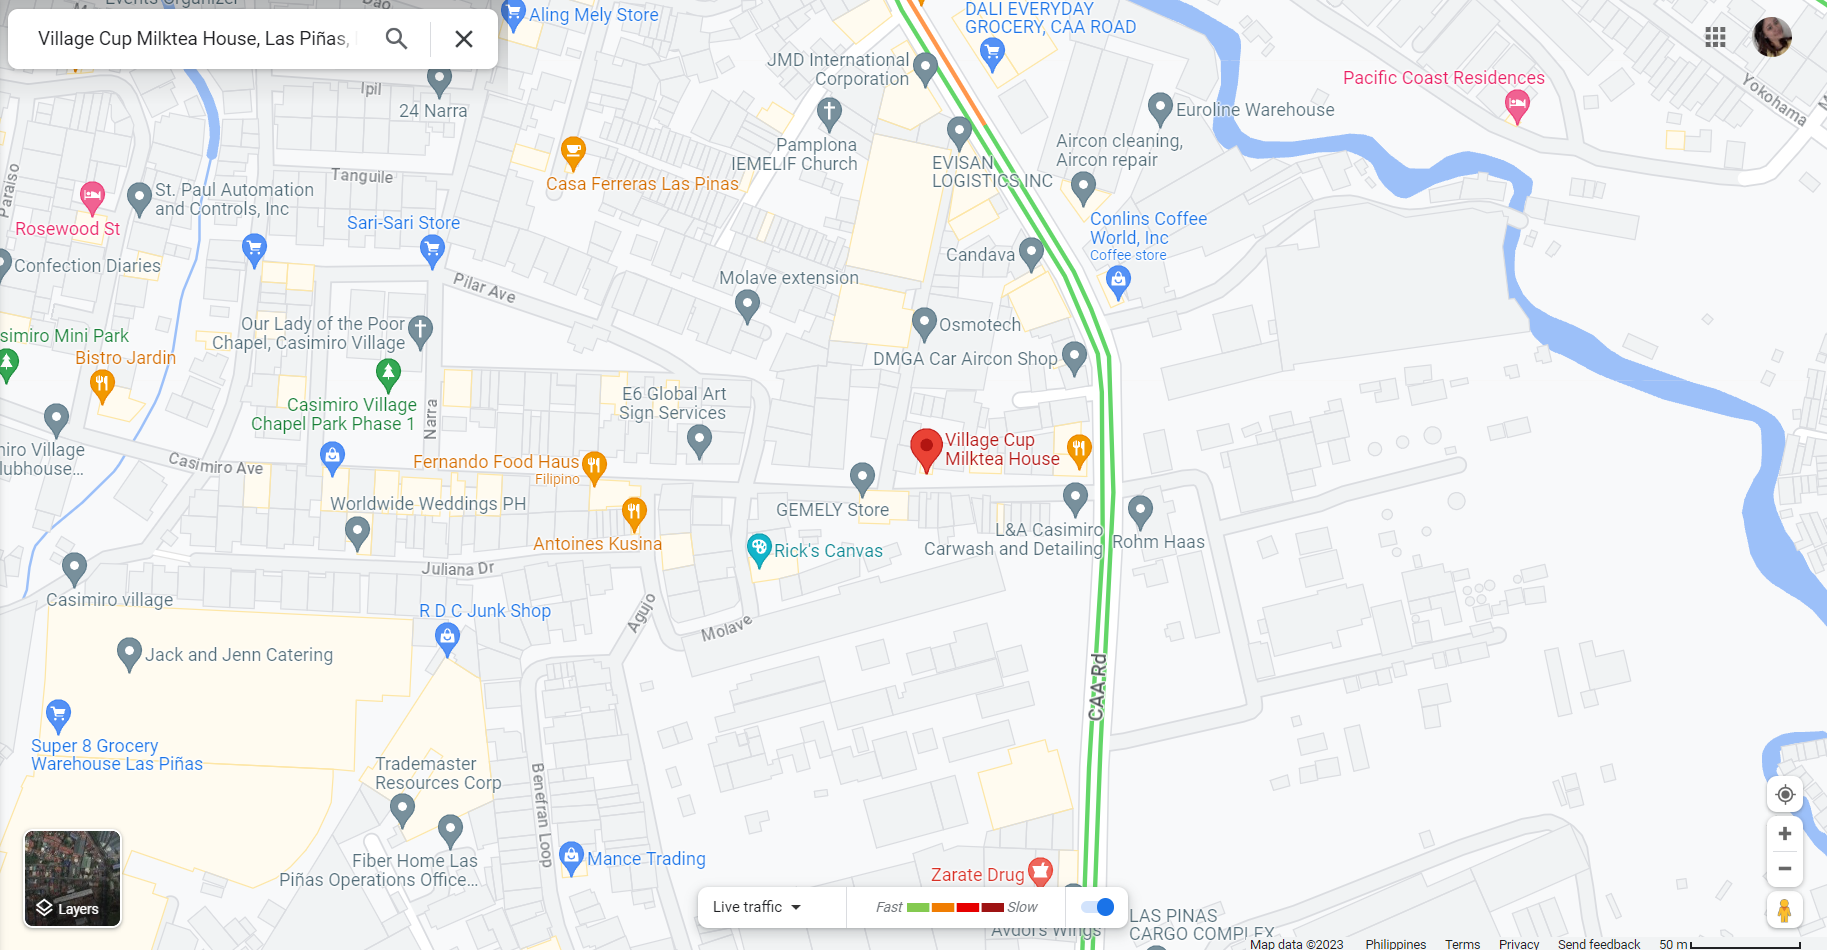 Village Cup Milktea House, Las Piñas,
Aling Mely Store
DALI EVERYDAY
GROCERY, CAA ROAD
JMD International
Corporation
Pacific Coast Residences
Yokohama
Ipil
24 Narra
Euroline Warehouse
Pamplona
IEMELIF Church
Aircon cleaning,
Aircon repair
EVISAN
LOGISTICS INC
Paraiso
Tanguile
Casa Ferreras Las Pinas
St. Paul Automation
and Controls, Inc
Rosewood St
Sari-Sari Store
Conlins Coffee
World, Inc
Coffee store
Candava
Confection Diaries
Molave extension
Pilar Ave
Our Lady of the Poor
Chapel, Casimiro Village
Osmotech
simiro Mini Park
Bistro Jardin
DMGA Car Aircon Shop
Casimiro Village
Chapel Park Phase 1
Narra
E6 Global Art
Sign Services
Village Cup
Milktea House
niro Village
lubhouse...
Casimiro Ave
Fernando Food Haus
Filipino
Worldwide Weddings PH
GEMELY Store
L&A Casimiro
Carwash and Detailing
Rohm Haas
Antoines Kusina
Rick's Canvas
Juliana Dr
Casimiro village
R D C Junk Shop
Agujo
Molave
Jack and Jenn Catering
CAA Rd
Super 8 Grocery
Warehouse Las Piñas
Trademaster
Resources Corp
Benefran Loop
Fiber Home Las
Piñas Operations Office...
Mance Trading
Zarate Drug
Layers
Live traffic
Fast
Slow
Avdol's Wings
LAS PINAS
CARGO COMPLEX
Map data ©2023
Philippines
Terms
Privacy
Send feedback
50 m